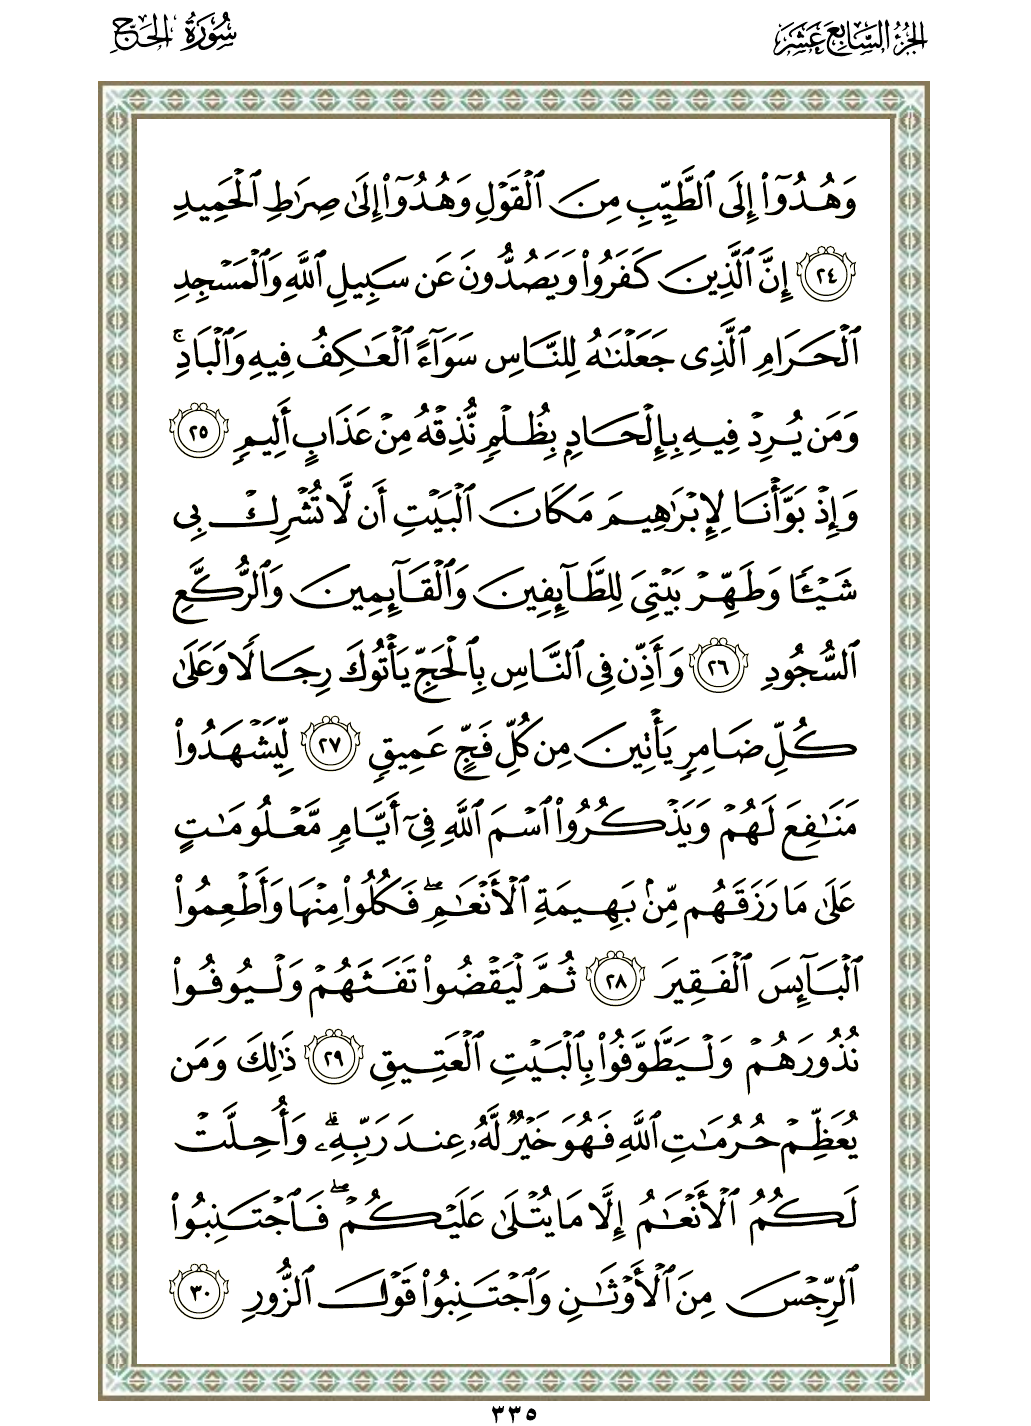 الجزء السابع عشر
سورة الحج
وَهُدُوٓاْ إِلَى ٱلطَّيِّبِ مِنَ ٱلۡقَوۡلِ وَهُدُوٓاْ إِلَىٰ صِرَٰطِ ٱلۡحَمِيدِ
٢٤ إِنَّ ٱلَّذِينَ كَفَرُواْ وَيَصُدُّونَ عَن سَبِيلِ ٱللَّهِ وَٱلۡمَسۡجِدِ
ٱلۡحَرَامِ ٱلَّذِي جَعَلۡنَٰهُ لِلنَّاسِ سَوَآءً ٱلۡعَٰكِفُ فِيهِ وَٱلۡبَادِۚ
وَمَن يُرِدۡ فِيهِ بِإِلۡحَادِۭ بِظُلۡمٖ نُّذِقۡهُ مِنۡ عَذَابٍ أَلِيمٖ ٢٥
وَإِذۡ بَوَّأۡنَا لِإِبۡرَٰهِيمَ مَكَانَ ٱلۡبَيۡتِ أَن لَّا تُشۡرِكۡ بِي
شَيۡـٔٗا وَطَهِّرۡ بَيۡتِيَ لِلطَّآئِفِينَ وَٱلۡقَآئِمِينَ وَٱلرُّكَّعِ
ٱلسُّجُودِ ٢٦ وَأَذِّن فِي ٱلنَّاسِ بِٱلۡحَجِّ يَأۡتُوكَ رِجَالٗا وَعَلَىٰ
كُلِّ ضَامِرٖ يَأۡتِينَ مِن كُلِّ فَجٍّ عَمِيقٖ ٢٧ لِّيَشۡهَدُواْ
مَنَٰفِعَ لَهُمۡ وَيَذۡكُرُواْ ٱسۡمَ ٱللَّهِ فِيٓ أَيَّامٖ مَّعۡلُومَٰتٍ
عَلَىٰ مَا رَزَقَهُم مِّنۢ بَهِيمَةِ ٱلۡأَنۡعَٰمِۖ فَكُلُواْ مِنۡهَا وَأَطۡعِمُواْ
ٱلۡبَآئِسَ ٱلۡفَقِيرَ ٢٨ ثُمَّ لۡيَقۡضُواْ تَفَثَهُمۡ وَلۡيُوفُواْ
نُذُورَهُمۡ وَلۡيَطَّوَّفُواْ بِٱلۡبَيۡتِ ٱلۡعَتِيقِ ٢٩ ذَٰلِكَ وَمَن
يُعَظِّمۡ حُرُمَٰتِ ٱللَّهِ فَهُوَ خَيۡرٞ لَّهُۥ عِندَ رَبِّهِۦۗ وَأُحِلَّتۡ
لَكُمُ ٱلۡأَنۡعَٰمُ إِلَّا مَا يُتۡلَىٰ عَلَيۡكُمۡۖ فَٱجۡتَنِبُواْ
ٱلرِّجۡسَ مِنَ ٱلۡأَوۡثَٰنِ وَٱجۡتَنِبُواْ قَوۡلَ ٱلزُّورِ ٣٠
٣٣٥